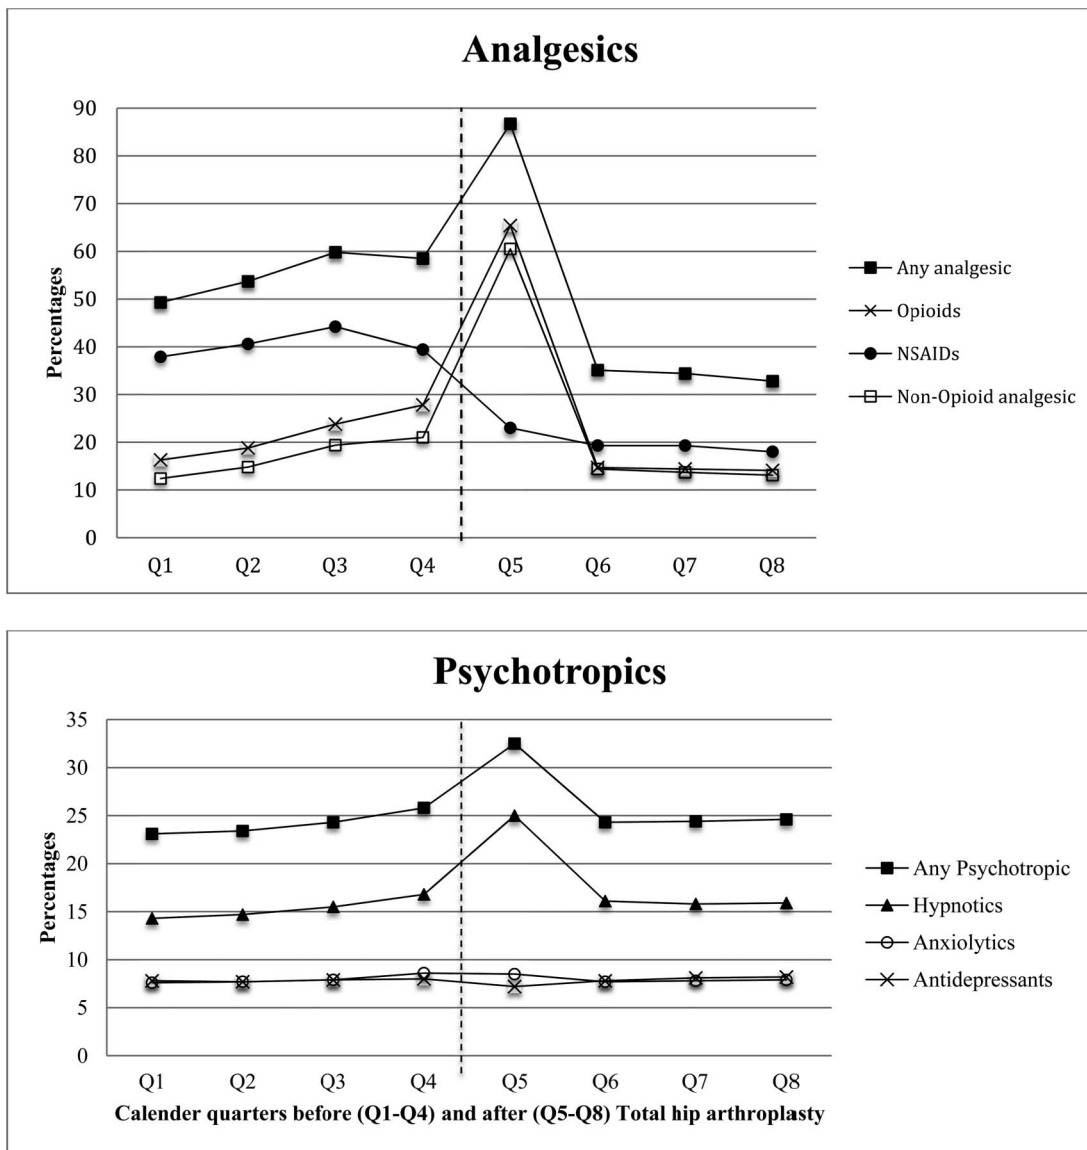 Analgesics
90
80
70
60
50
40
30
20
10
0
Percentages
Q1 Q2 Q3 Q4 Q5 Q6 Q7 Q8
Any analgesic
Opioids
NSAIDs
Non-Opioid analgesic
Psychotropics
35
30
25
20
15
10
5
0
Percentages
Q1 Q2 Q3 Q4 Q5 Q6 Q7 Q8
Calender quarters before (Q1-Q4) and after (Q5-Q8) Total hip arthroplasty
Any Psychotropic
Hypnotics
Anxiolytics
Antidepressants